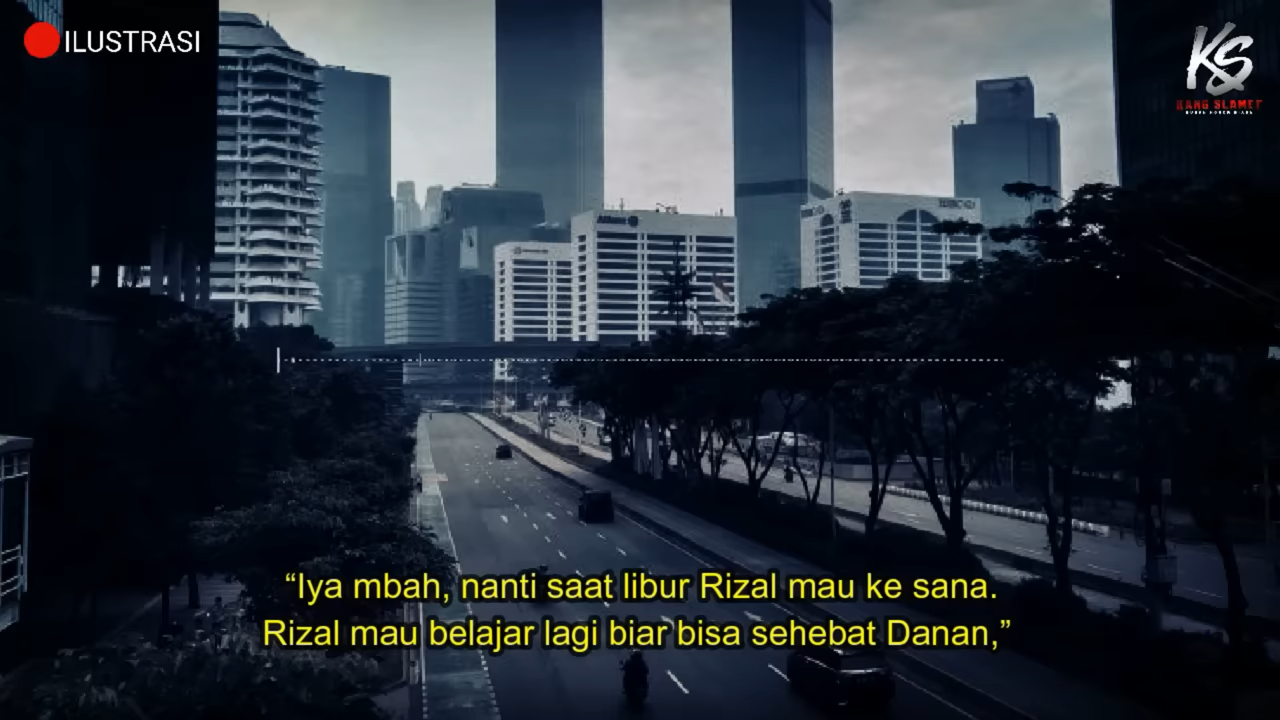 ILUSTRASI
KS
KANG SLAMET
Allianz
“Iya mbah, nanti saat libur Rizal mau ke sana.
Rizal mau belajar lagi biar bisa sehebat Danan,”